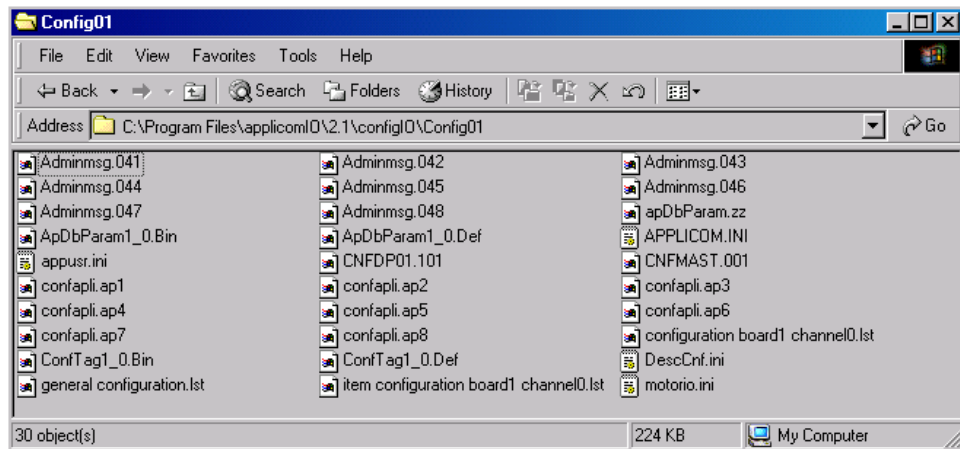 Config01
File Edit View Favorites Tools Help
Back Search Folders History
Address C:\Program Files\applicomIO\2.1\configIO\Config01 Go
Adminmsg.041 Adminmsg.042 Adminmsg.043
Adminmsg.044 Adminmsg.045 Adminmsg.046
Adminmsg.047 Adminmsg.048 apDbParam.zz
ApDbParam1_0.Bin ApDbParam1_0.Def APPLICOM.INI
appusr.ini CNFDP01.101 CNFMAST.001
confapli.ap1 confapli.ap2 confapli.ap3
confapli.ap4 confapli.ap5 confapli.ap6
confapli.ap7 confapli.ap8 configuration board1 channel0.lst
ConfTag1_0.Bin ConfTag1_0.Def DescCnf.ini
general configuration.lst item configuration board1 channel0.lst motorio.ini
30 object(s) 224 KB My Computer